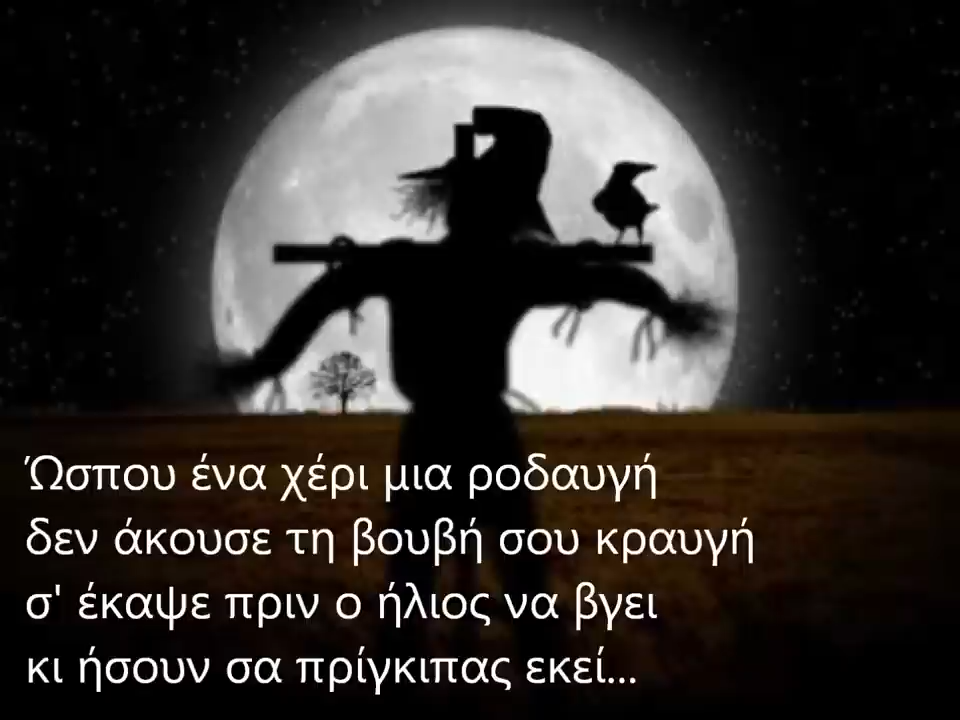 Ώσπου ένα χέρι μια ροδαυγή
δεν άκουσε τη βουβή σου κραυγή
σ' έκαψε πριν ο ήλιος να βγει
κι ήσουν σα πρίγκιπας εκεί...